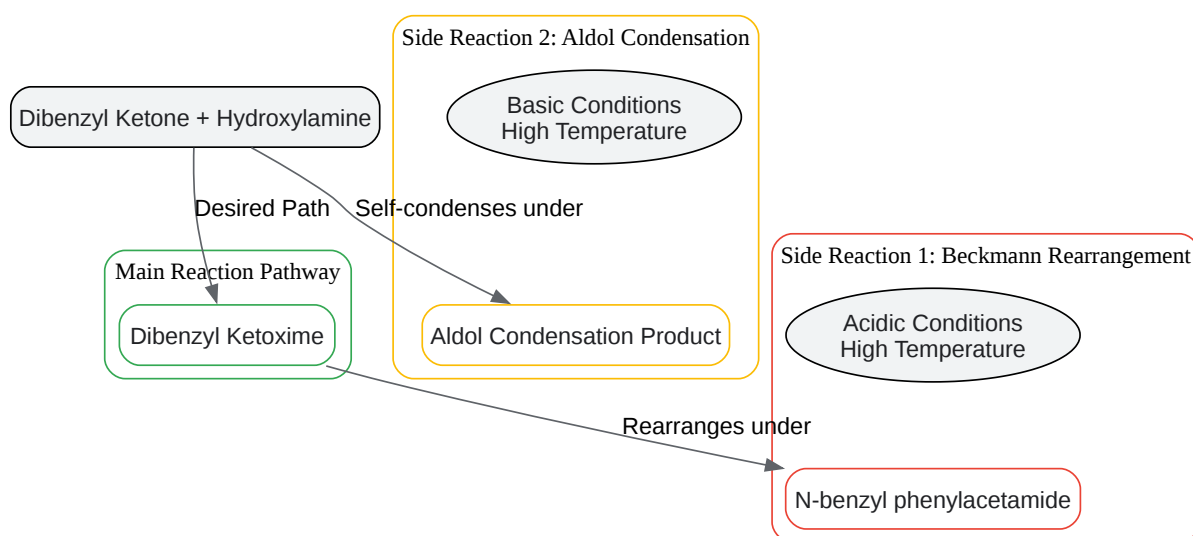 Side Reaction 2: Aldol Condensation
Basic Conditions
High Temperature
Dibenzyl Ketone + Hydroxylamine
Desired Path
Self-condenses under
Main Reaction Pathway
Dibenzyl Ketoxime
Aldol Condensation Product
Side Reaction 1: Beckmann Rearrangement
Acidic Conditions
High Temperature
Rearranges under
N-benzyl phenylacetamide